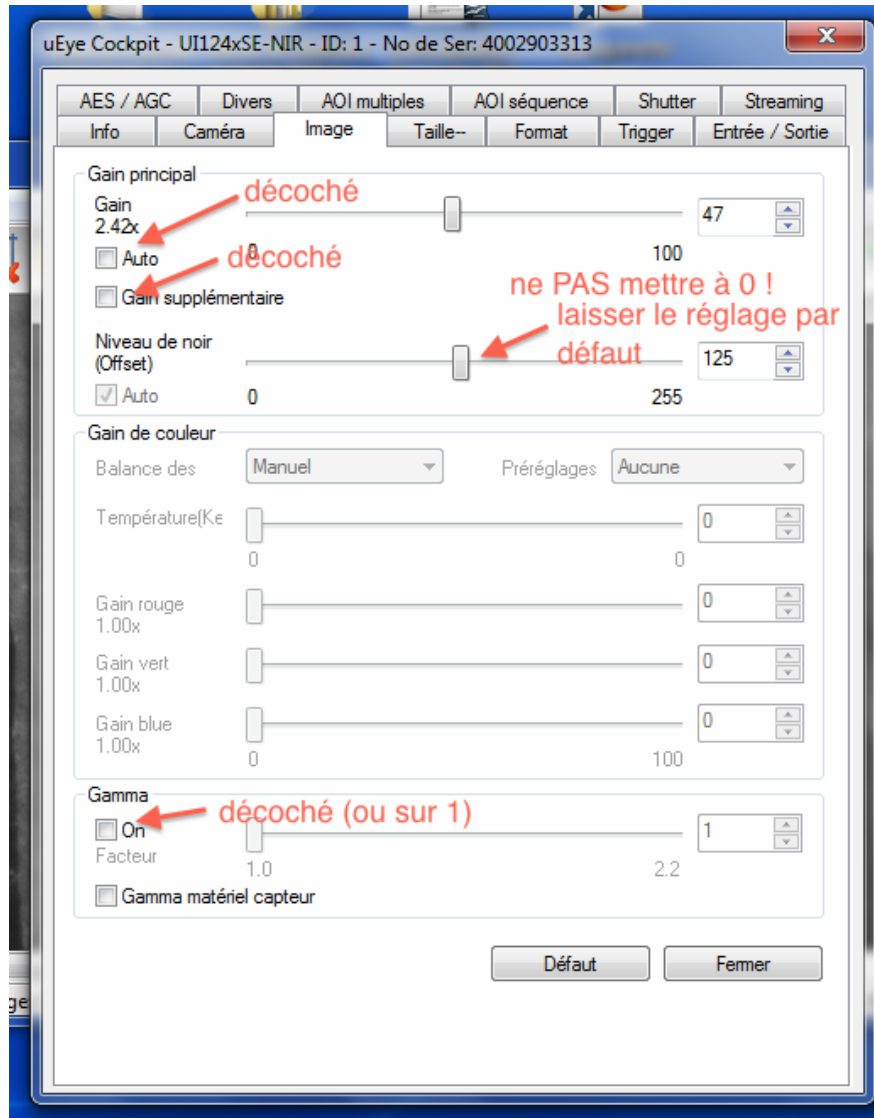 uEye Cockpit - UI124xSE-NIR - ID: 1 - No de Ser: 4002903313
x
AES / AGC Divers AOI multiples AOI séquence Shutter Streaming
Info Caméra Image Taille-- Format Trigger Entrée / Sortie
Gain principal
décoché
Gain
2.42x
47
Auto
0
100
décoché
Gain supplémentaire
ne PAS mettre à 0 !
laisser le réglage par
défaut
Niveau de noir
(Offset)
125
Auto
0
255
Gain de couleur
Balance des Manuel Préréglages Aucune
Température(Ke 0
0 0
Gain rouge
1.00x
0
Gain vert
1.00x
0
Gain blue
1.00x
0
0 100
Gamma
décoché (ou sur 1)
On 1
Facteur
1.0 2.2
Gamma matériel capteur
Défaut Fermer
ge